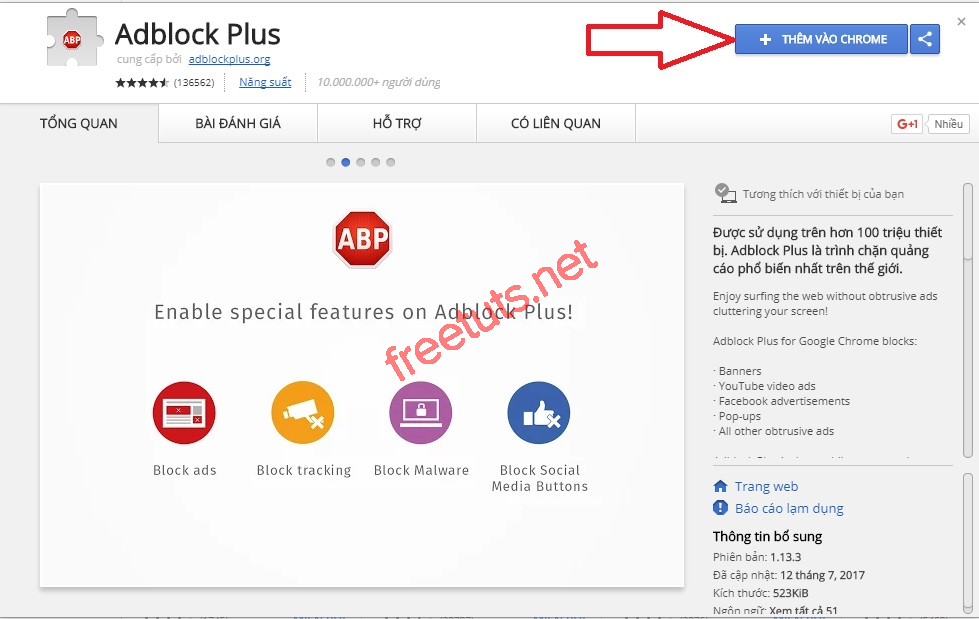 ABP
Adblock Plus
cung cấp bởi adblockplus.org
(136562) Năng suất 10.000.000+ người dùng
THÊM VÀO CHROME
TỔNG QUAN
BÀI ĐÁNH GIÁ
HỖ TRỢ
CÓ LIÊN QUAN
G+1 Nhiều
ABP
Enable special features on Adblock Plus!
freetuts.net
Block ads
Block tracking
Block Malware
Block Social
Media Buttons
Tương thích với thiết bị của bạn
Được sử dụng trên hơn 100 triệu thiết
bị. Adblock Plus là trình chặn quảng
cáo phổ biến nhất trên thế giới.
Enjoy surfing the web without obtrusive ads
cluttering your screen!
Adblock Plus for Google Chrome blocks:
· Banners
· YouTube video ads
· Facebook advertisements
· Pop-ups
· All other obtrusive ads
Trang web
Báo cáo lạm dụng
Thông tin bổ sung
Phiên bản: 1.13.3
Đã cập nhật: 12 tháng 7, 2017
Kích thước: 523KiB
Ngôn ngữ: Xem tất cả 51